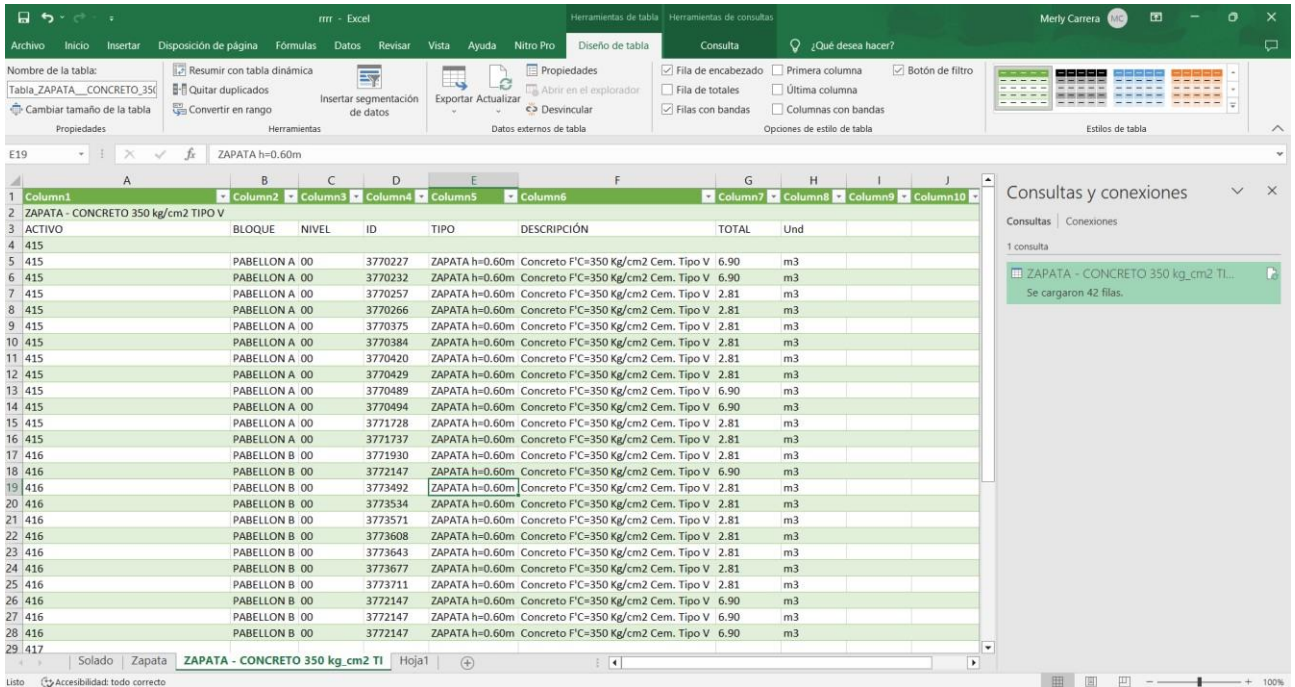 rrrr - Excel
Herramientas de tabla Herramientas de consultas
Merly Carrera MC
Archivo Inicio Insertar Disposición de página Fórmulas Datos Revisar Vista Ayuda Nitro Pro Diseño de tabla Consulta ¿Qué desea hacer?
Nombre de la tabla:
Tabla_ZAPATA__CONCRETO_350
Cambiar tamaño de la tabla
Propiedades
Resumir con tabla dinámica
Quitar duplicados
Convertir en rango
Insertar segmentación
de datos
Herramientas
Exportar Actualizar
Propiedades
Abrir en el explorador
Desvincular
Datos externos de tabla
Fila de encabezado Primera columna Botón de filtro
Fila de totales Última columna
Filas con bandas Columnas con bandas
Opciones de estilo de tabla
Estilos de tabla
E19 fx ZAPATA h=0.60m
A B C D E F G H I J
1 Column1 Column2 Column3 Column4 Column5 Column6 Column7 Column8 Column9 Column10
2 ZAPATA - CONCRETO 350 kg/cm2 TIPO V
3 ACTIVO BLOQUE NIVEL ID TIPO DESCRIPCIÓN TOTAL Und
4 415
5 415 PABELLON A 00 3770227 ZAPATA h=0.60m Concreto F'C=350 Kg/cm2 Cem. Tipo V 6.90 m3
6 415 PABELLON A 00 3770232 ZAPATA h=0.60m Concreto F'C=350 Kg/cm2 Cem. Tipo V 6.90 m3
7 415 PABELLON A 00 3770257 ZAPATA h=0.60m Concreto F'C=350 Kg/cm2 Cem. Tipo V 2.81 m3
8 415 PABELLON A 00 3770266 ZAPATA h=0.60m Concreto F'C=350 Kg/cm2 Cem. Tipo V 2.81 m3
9 415 PABELLON A 00 3770375 ZAPATA h=0.60m Concreto F'C=350 Kg/cm2 Cem. Tipo V 2.81 m3
10 415 PABELLON A 00 3770384 ZAPATA h=0.60m Concreto F'C=350 Kg/cm2 Cem. Tipo V 2.81 m3
11 415 PABELLON A 00 3770420 ZAPATA h=0.60m Concreto F'C=350 Kg/cm2 Cem. Tipo V 2.81 m3
12 415 PABELLON A 00 3770429 ZAPATA h=0.60m Concreto F'C=350 Kg/cm2 Cem. Tipo V 2.81 m3
13 415 PABELLON A 00 3770489 ZAPATA h=0.60m Concreto F'C=350 Kg/cm2 Cem. Tipo V 6.90 m3
14 415 PABELLON A 00 3770494 ZAPATA h=0.60m Concreto F'C=350 Kg/cm2 Cem. Tipo V 6.90 m3
15 415 PABELLON A 00 3771728 ZAPATA h=0.60m Concreto F'C=350 Kg/cm2 Cem. Tipo V 2.81 m3
16 415 PABELLON A 00 3771737 ZAPATA h=0.60m Concreto F'C=350 Kg/cm2 Cem. Tipo V 2.81 m3
17 416 PABELLON B 00 3771930 ZAPATA h=0.60m Concreto F'C=350 Kg/cm2 Cem. Tipo V 2.81 m3
18 416 PABELLON B 00 3772147 ZAPATA h=0.60m Concreto F'C=350 Kg/cm2 Cem. Tipo V 6.90 m3
19 416 PABELLON B 00 3773492 ZAPATA h=0.60m Concreto F'C=350 Kg/cm2 Cem. Tipo V 2.81 m3
20 416 PABELLON B 00 3773534 ZAPATA h=0.60m Concreto F'C=350 Kg/cm2 Cem. Tipo V 2.81 m3
21 416 PABELLON B 00 3773571 ZAPATA h=0.60m Concreto F'C=350 Kg/cm2 Cem. Tipo V 2.81 m3
22 416 PABELLON B 00 3773608 ZAPATA h=0.60m Concreto F'C=350 Kg/cm2 Cem. Tipo V 2.81 m3
23 416 PABELLON B 00 3773643 ZAPATA h=0.60m Concreto F'C=350 Kg/cm2 Cem. Tipo V 2.81 m3
24 416 PABELLON B 00 3773677 ZAPATA h=0.60m Concreto F'C=350 Kg/cm2 Cem. Tipo V 2.81 m3
25 416 PABELLON B 00 3773711 ZAPATA h=0.60m Concreto F'C=350 Kg/cm2 Cem. Tipo V 2.81 m3
26 416 PABELLON B 00 3772147 ZAPATA h=0.60m Concreto F'C=350 Kg/cm2 Cem. Tipo V 6.90 m3
27 416 PABELLON B 00 3772147 ZAPATA h=0.60m Concreto F'C=350 Kg/cm2 Cem. Tipo V 6.90 m3
28 416 PABELLON B 00 3772147 ZAPATA h=0.60m Concreto F'C=350 Kg/cm2 Cem. Tipo V 6.90 m3
29 417
Consultas y conexiones
Consultas Conexiones
1 consulta
ZAPATA - CONCRETO 350 kg_cm2 TI...
Se cargaron 42 filas.
Solado Zapata ZAPATA - CONCRETO 350 kg_cm2 TI Hoja1
Listo Accesibilidad: todo correcto 100%